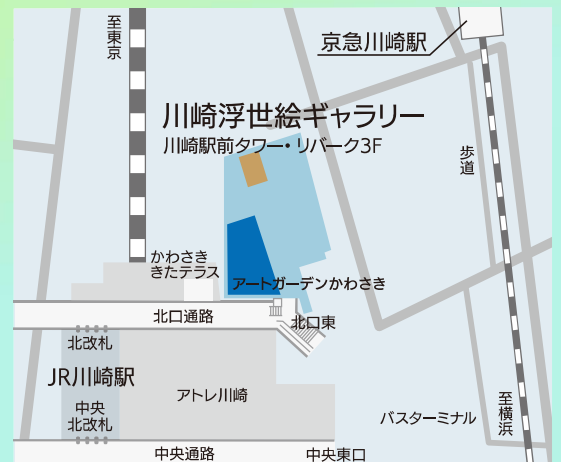 至東京
京急川崎駅
川崎浮世絵ギャラリー
川崎駅前タワー・リバーク3F
歩道
かわさき
きたテラス
アートガーデンかわさき
北口通路
北口東
北改札
JR川崎駅
アトレ川崎
中央
北改札
バスターミナル
至横浜
中央通路
中央東口